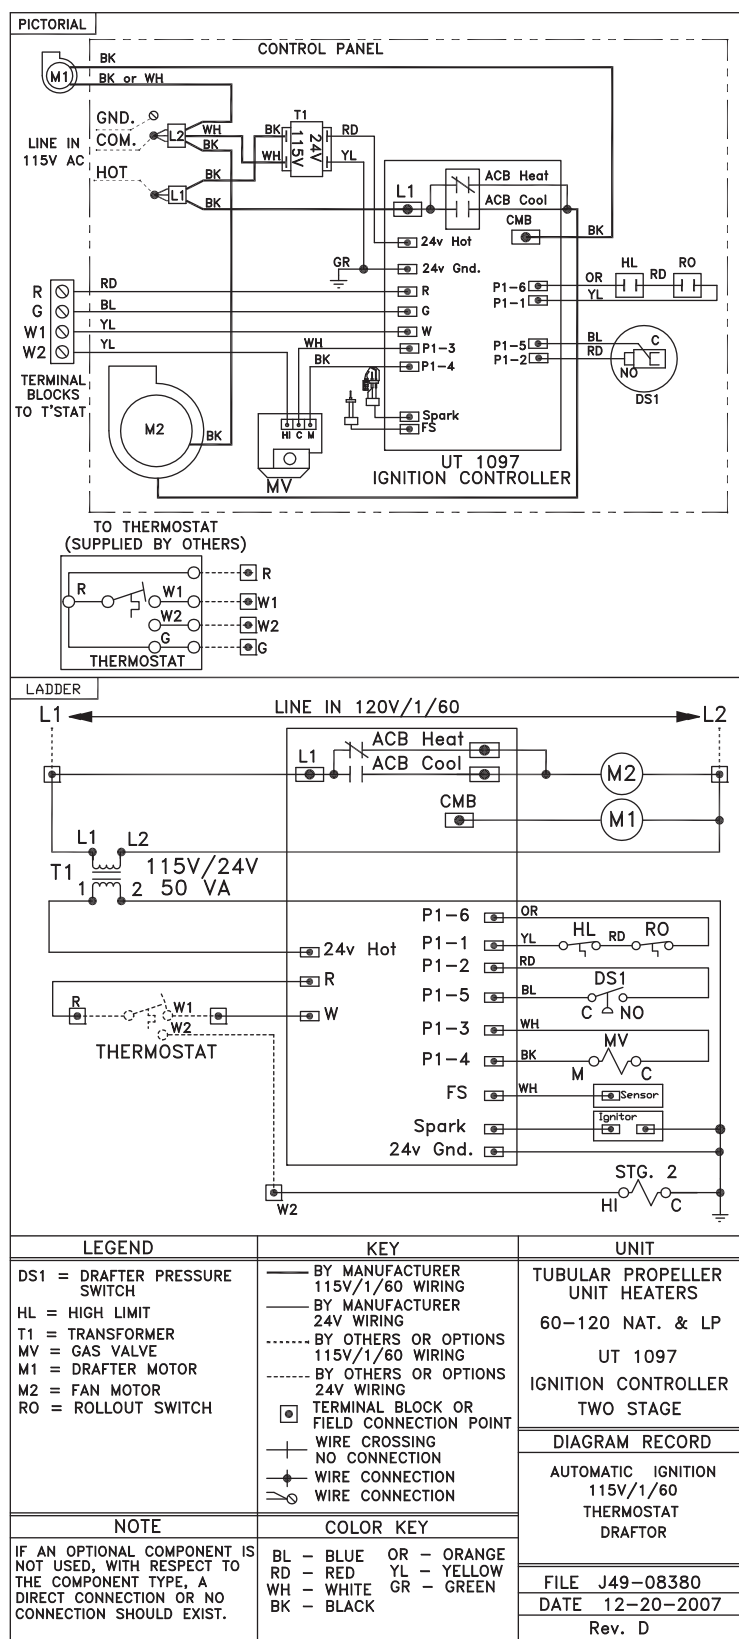 PICTORIAL
CONTROL PANEL
BK
M1
BK or WH
GND.
COM.
L2
WH
BK
LINE IN
115V AC
HOT
L1
BK
BK
T1
BK
WH
115V
24V
RD
YL
L1
ACB Heat
ACB Cool
CMB
BK
24v Hot
GR
24v Gnd.
R
RD
R
G
BL
G
W1
YL
W
W2
YL
WH
P1-3
BK
P1-4
P1-6
P1-1
OR
HL
RD
RO
YL
P1-5
P1-2
BL
RD
C
NO
DS1
TERMINAL
BLOCKS
TO T'STAT
M2
BK
HI C M
MV
Spark
FS
UT 1097
IGNITION CONTROLLER
TO THERMOSTAT
(SUPPLIED BY OTHERS)
R
R
W1
W1
W2
W2
G
G
THERMOSTAT
LADDER
L1
LINE IN 120V/1/60
L2
L1
ACB Heat
ACB Cool
M2
CMB
M1
L1
L2
T1
115V/24V
1
2
50 VA
P1-6
OR
24v Hot
P1-1
YL
HL
RD
RO
P1-2
RD
R
DS1
P1-5
BL
C
NO
R
W1
W
W2
P1-3
WH
THERMOSTAT
MV
P1-4
BK
M
C
FS
WH
Sensor
Ignitor
Spark
24v Gnd.
STG. 2
W2
HI
C
LEGEND
DS1 = DRAFTER PRESSURE
SWITCH
HL = HIGH LIMIT
T1 = TRANSFORMER
MV = GAS VALVE
M1 = DRAFTER MOTOR
M2 = FAN MOTOR
RO = ROLLOUT SWITCH
KEY
BY MANUFACTURER
115V/1/60 WIRING
BY MANUFACTURER
24V WIRING
BY OTHERS OR OPTIONS
115V/1/60 WIRING
BY OTHERS OR OPTIONS
24V WIRING
TERMINAL BLOCK OR
FIELD CONNECTION POINT
WIRE CROSSING
NO CONNECTION
WIRE CONNECTION
WIRE CONNECTION
UNIT
TUBULAR PROPELLER
UNIT HEATERS
60-120 NAT. & LP
UT 1097
IGNITION CONTROLLER
TWO STAGE
DIAGRAM RECORD
AUTOMATIC IGNITION
115V/1/60
THERMOSTAT
DRAFTOR
NOTE
IF AN OPTIONAL COMPONENT IS
NOT USED, WITH RESPECT TO
THE COMPONENT TYPE, A
DIRECT CONNECTION OR NO
CONNECTION SHOULD EXIST.
COLOR KEY
BL - BLUE OR - ORANGE
RD - RED YL - YELLOW
WH - WHITE GR - GREEN
BK - BLACK
FILE J49-08380
DATE 12-20-2007
Rev. D